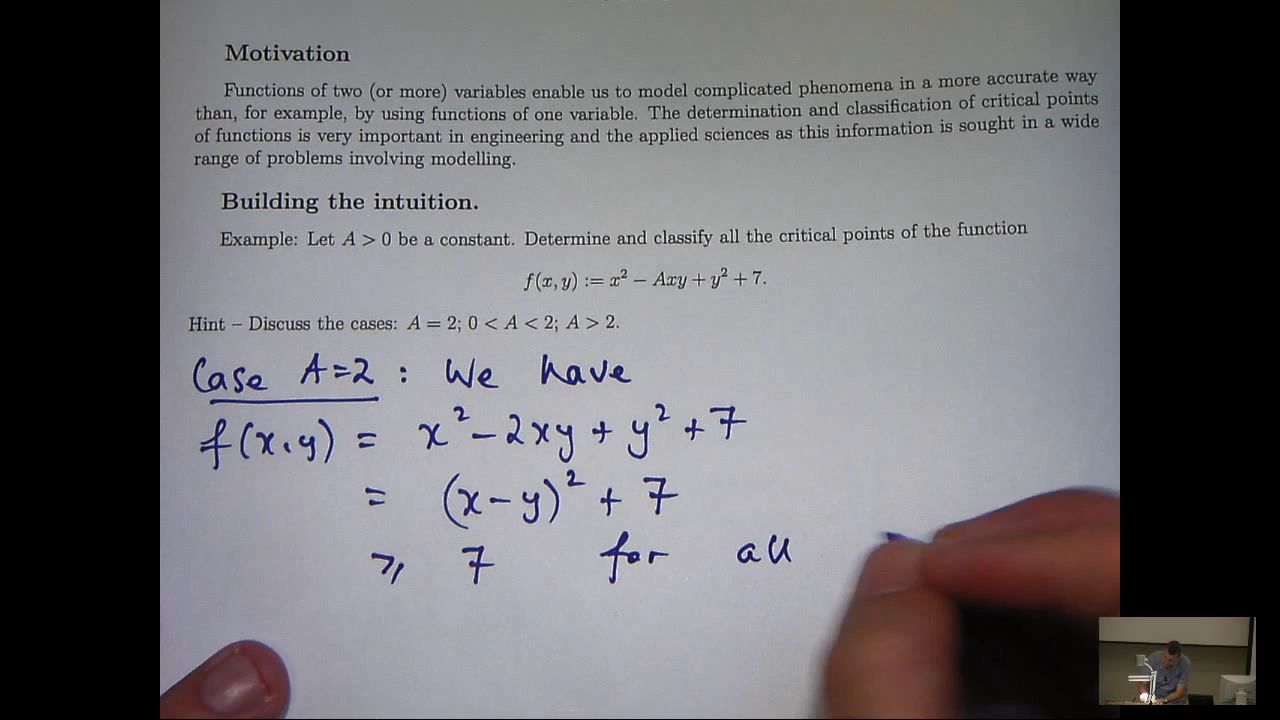 Motivation
Functions of two (or more) variables enable us to model complicated phenomena in a more accurate way
than, for example, by using functions of one variable. The determination and classification of critical points
of functions is very important in engineering and the applied sciences as this information is sought in a wide
range of problems involving modelling.
Building the intuition.
Example: Let A > 0 be a constant. Determine and classify all the critical points of the function
f(x, y) := x² − Axy + y² + 7.
Hint – Discuss the cases: A = 2; 0 < A < 2; A > 2.
Case A=2 : We have
f(x,y) = x² − 2xy + y² + 7
= (x−y)² + 7
⩾ 7 for all